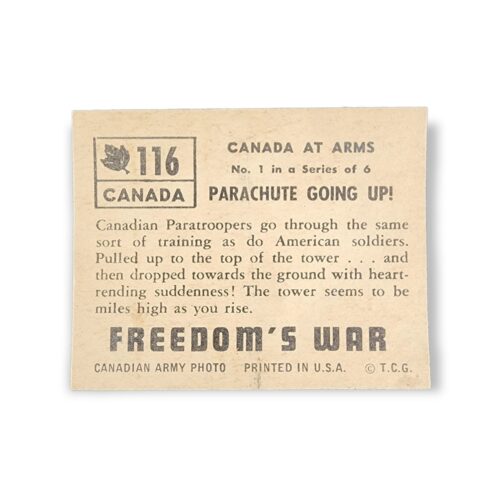 116
CANADA
CANADA AT ARMS
No. 1 in a Series of 6
PARACHUTE GOING UP!
Canadian Paratroopers go through the same
sort of training as do American soldiers.
Pulled up to the top of the tower . . . and
then dropped towards the ground with heart-
rending suddenness! The tower seems to be
miles high as you rise.
FREEDOM'S WAR
CANADIAN ARMY PHOTO PRINTED IN U.S.A. © T.C.G.